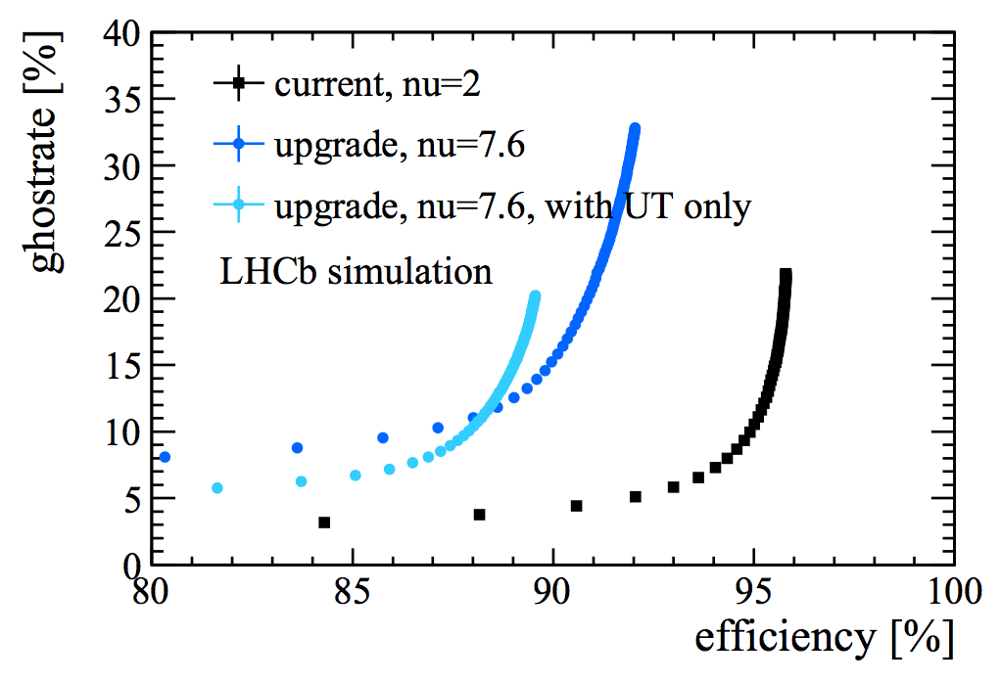 ghostrate [%]
40
35
30
25
20
15
10
5
0
current, nu=2
upgrade, nu=7.6
upgrade, nu=7.6, with UT only
LHCb simulation
80 85 90 95 100
efficiency [%]